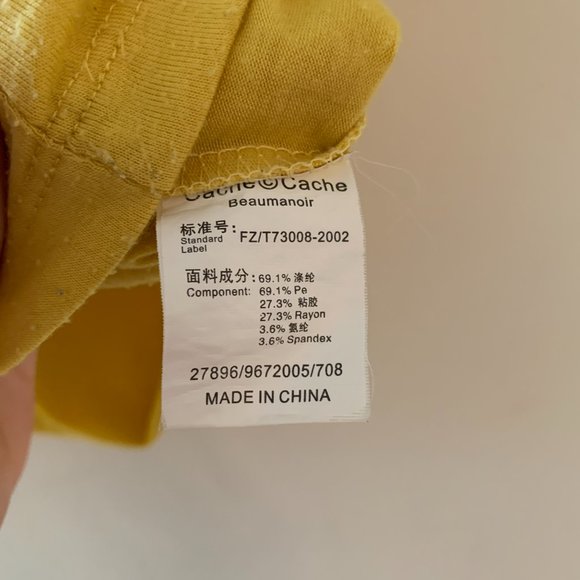 Cache©Cache
Beaumanoir
标准号: FZ/T73008-2002
Standard
Label
面料成分: 69.1% 涤纶
Component: 69.1% Pe
27.3% 粘胶
27.3% Rayon
3.6% 氨纶
3.6% Spandex
27896/9672005/708
MADE IN CHINA